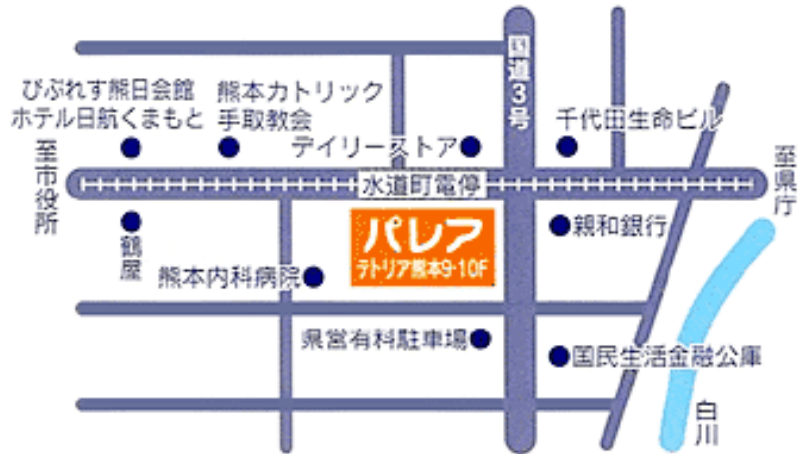 国道3号
びぷれす熊日会館
ホテル日航くまもと
熊本カトリック
手取教会
デイリーストア
千代田生命ビル
至市役所
水道町電停
至県庁
鶴屋
パレア
テトリア熊本9・10F
親和銀行
熊本内科病院
県営有料駐車場
国民生活金融公庫
白川